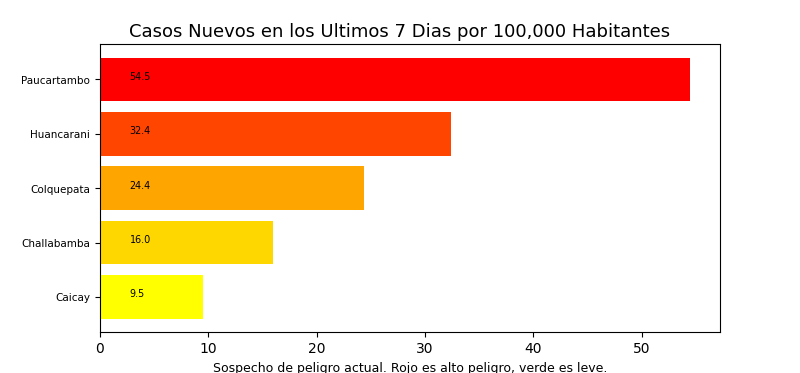 Casos Nuevos en los Ultimos 7 Dias por 100,000 Habitantes
Paucartambo 54.5
Huancarani 32.4
Colquepata 24.4
Challabamba 16.0
Caicay 9.5
0 10 20 30 40 50
Sospecho de peligro actual. Rojo es alto peligro, verde es leve.